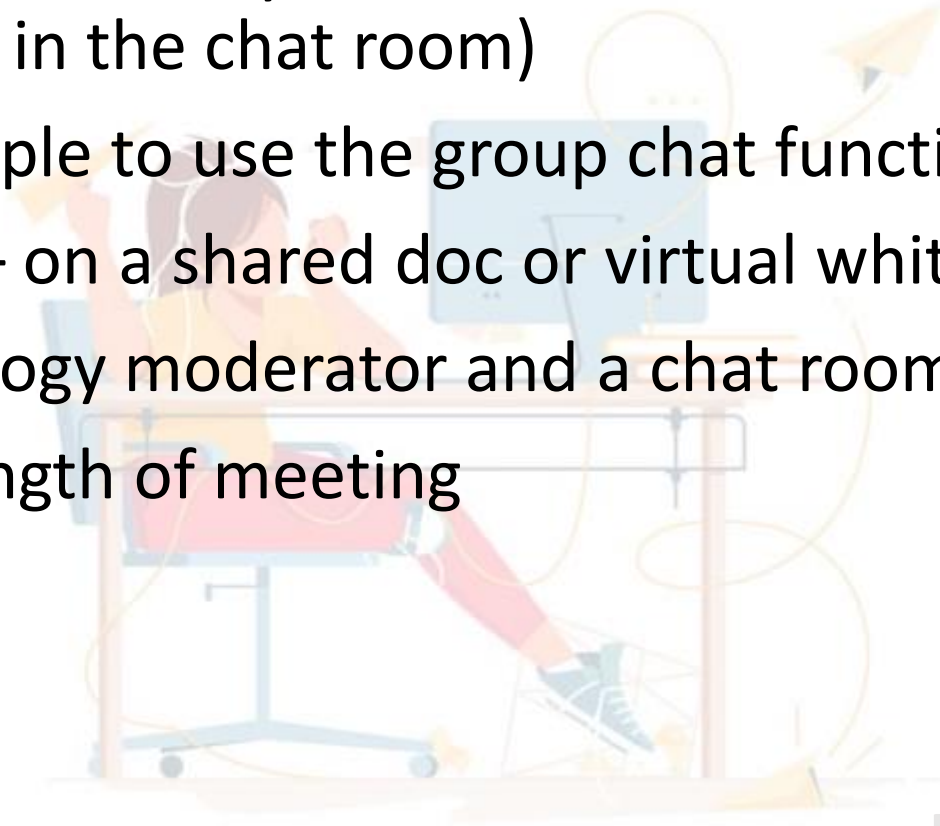 in the chat room)
ple to use the group chat functi
- on a shared doc or virtual whit
ogy moderator and a chat room
ngth of meeting